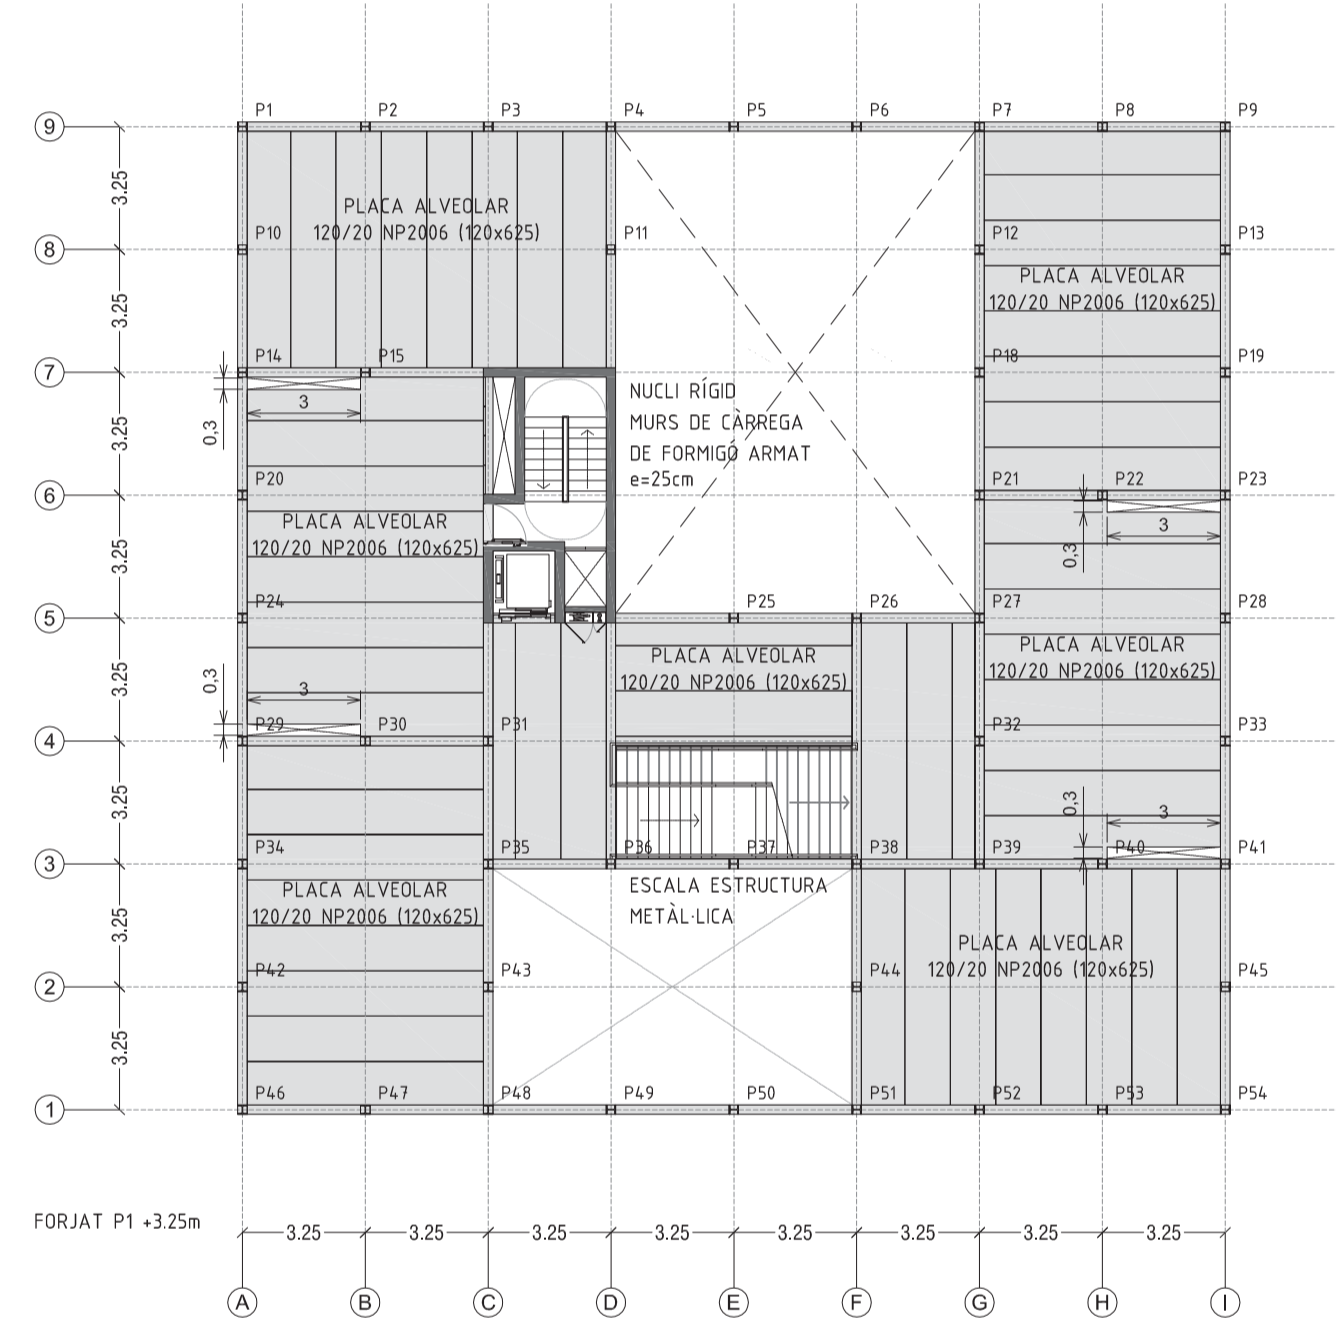 P1 P2 P3 P4 P5 P6 P7 P8 P9
9
3.25
PLACA ALVEOLAR
120/20 NP2006 (120x625)
P10 P11 P12 P13
8
PLACA ALVEOLAR
120/20 NP2006 (120x625)
3.25
P14 P15 P18 P19
7
3
0,3
NUCLI RÍGID
MURS DE CÀRREGA
DE FORMIGÓ ARMAT
e=25cm
3.25
P20 P21 P22 P23
6
3
0,3
PLACA ALVEOLAR
120/20 NP2006 (120x625)
3.25
P24 P25 P26 P27 P28
5
PLACA ALVEOLAR
120/20 NP2006 (120x625)
PLACA ALVEOLAR
120/20 NP2006 (120x625)
3.25
0,3
3
P29 P30 P31 P32 P33
4
3.25
0,3
3
P34 P35 P36 P37 P38 P39 P40 P41
3
PLACA ALVEOLAR
120/20 NP2006 (120x625)
ESCALA ESTRUCTURA
METÀL·LICA
3.25
PLACA ALVEOLAR
120/20 NP2006 (120x625)
P42 P43 P44 P45
2
3.25
P46 P47 P48 P49 P50 P51 P52 P53 P54
1
FORJAT P1 +3.25m
3.25 3.25 3.25 3.25 3.25 3.25 3.25 3.25
A B C D E F G H I